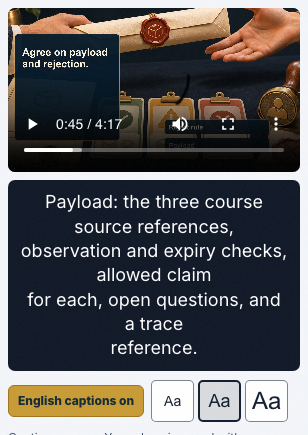 Agree on payload
and rejection.
0:45 / 4:17
Payload: the three course
source references,
observation and expiry checks,
allowed claim
for each, open questions, and
a trace
reference.
English captions on
Aa
Aa
Aa